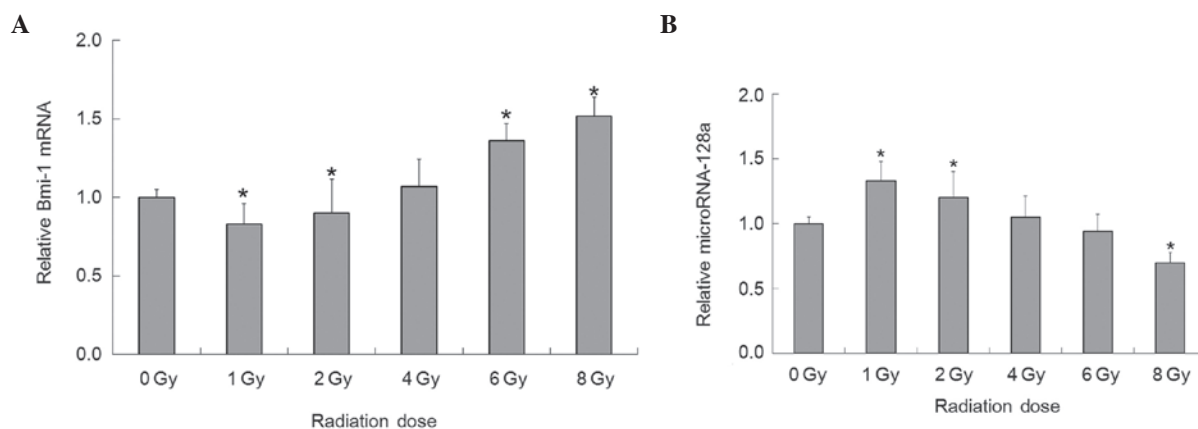 A
Relative Bmi-1 mRNA
2.0
1.5
1.0
0.5
0.0
*
*
*
*
0 Gy 1 Gy 2 Gy 4 Gy 6 Gy 8 Gy
Radiation dose
B
Relative microRNA-128a
2.0
1.5
1.0
0.5
0.0
*
*
*
0 Gy 1 Gy 2 Gy 4 Gy 6 Gy 8 Gy
Radiation dose